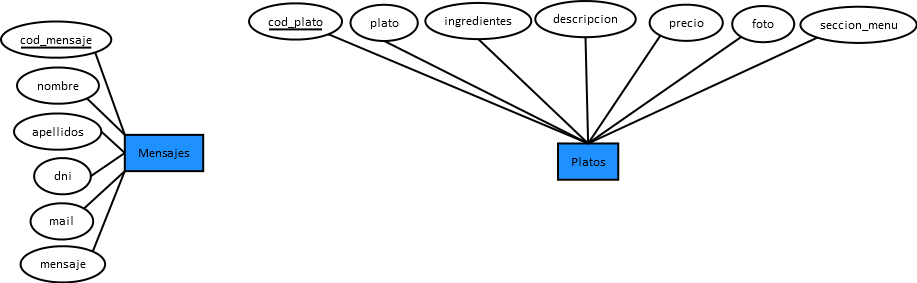 cod_mensaje
nombre
apellidos
dni
mail
mensaje
Mensajes
cod_plato
plato
ingredientes
descripcion
precio
foto
seccion_menu
Platos